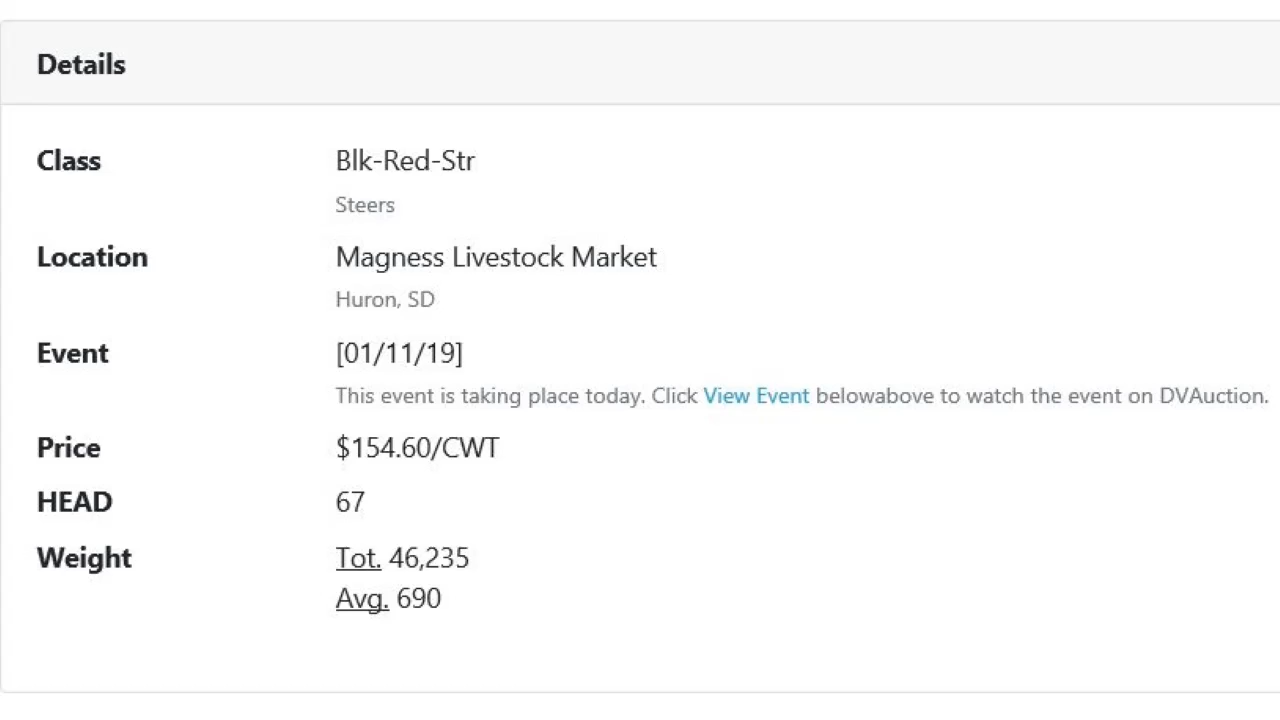 Details
Class Blk-Red-Str
Steers
Location Magness Livestock Market
Huron, SD
Event [01/11/19]
This event is taking place today. Click View Event belowabove to watch the event on DVAuction.
Price $154.60/CWT
HEAD 67
Weight Tot. 46,235
Avg. 690